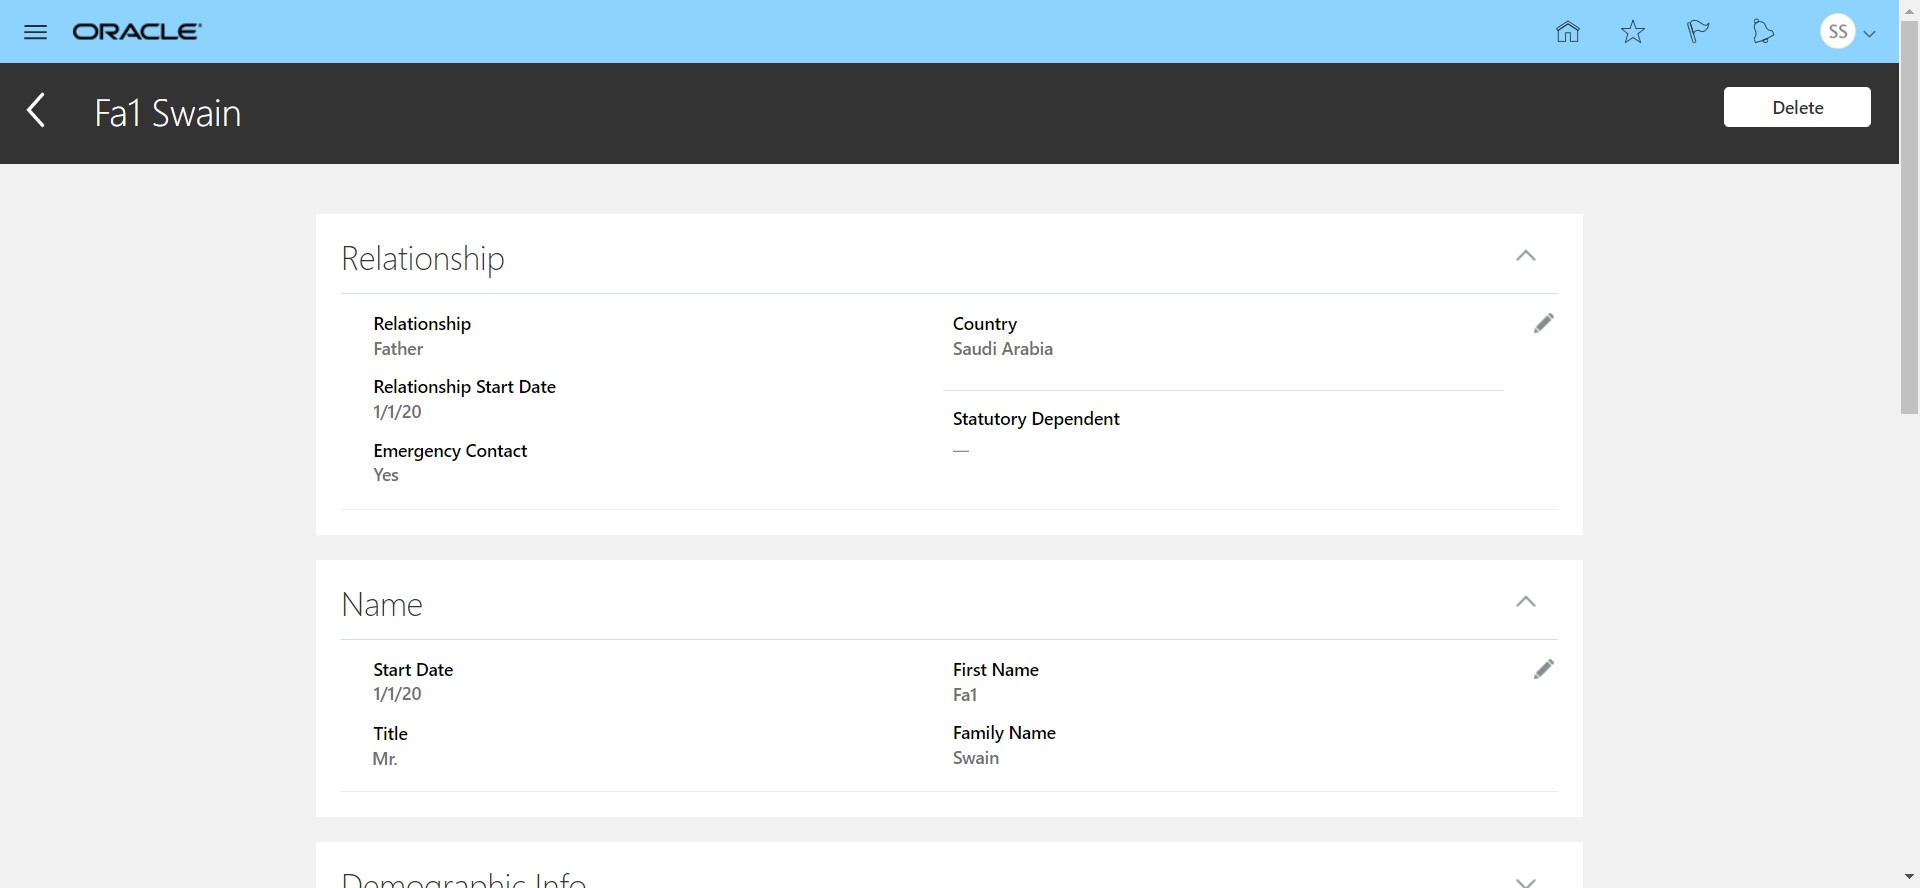 ORACLE
SS
Fa1 Swain
Delete
Relationship
Relationship
Father
Country
Saudi Arabia
Relationship Start Date
1/1/20
Statutory Dependent
—
Emergency Contact
Yes
Name
Start Date
1/1/20
First Name
Fa1
Title
Mr.
Family Name
Swain
Demographic Info